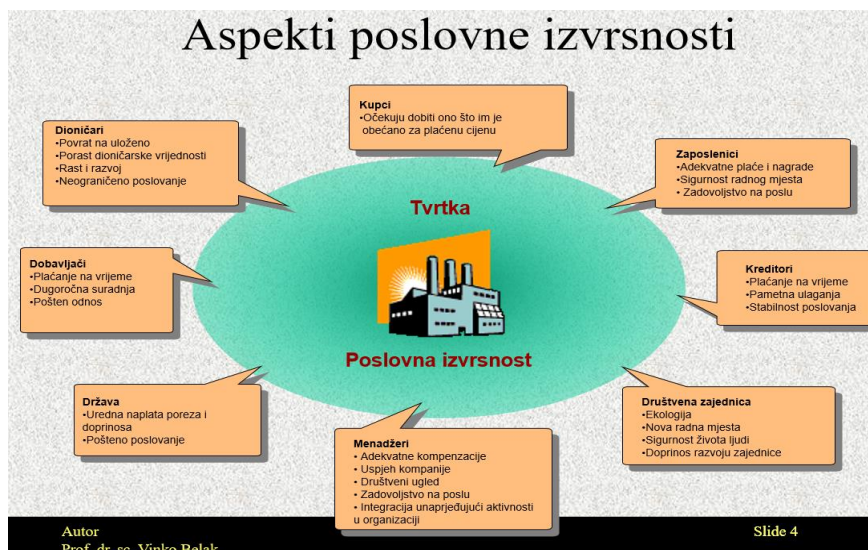 Aspekti poslovne izvrsnosti
Kupci
•Očekuju dobiti ono što im je
obećano za plaćenu cijenu
Dioničari
•Povrat na uloženo
•Porast dioničarske vrijednosti
•Rast i razvoj
•Neograničeno poslovanje
Zaposlenici
•Adekvatne plaće i nagrade
•Sigurnost radnog mjesta
• Zadovoljstvo na poslu
Tvrtka
Dobavljači
•Plaćanje na vrijeme
•Dugoročna suradnja
•Pošten odnos
Kreditori
•Plaćanje na vrijeme
•Pametna ulaganja
•Stabilnost poslovanja
Poslovna izvrsnost
Država
•Uredna naplata poreza i
doprinosa
•Pošteno poslovanje
Menadžeri
• Adekvatne kompenzacije
• Uspjeh kompanije
• Društveni ugled
• Zadovoljstvo na poslu
• Integracija unaprjeđujući aktivnosti
u organizaciji
Društvena zajednica
•Ekologija
•Nova radna mjesta
•Sigurnost života ljudi
•Doprinos razvoju zajednice
Autor
Prof. dr. sc. Vinko Belak
Slide 4